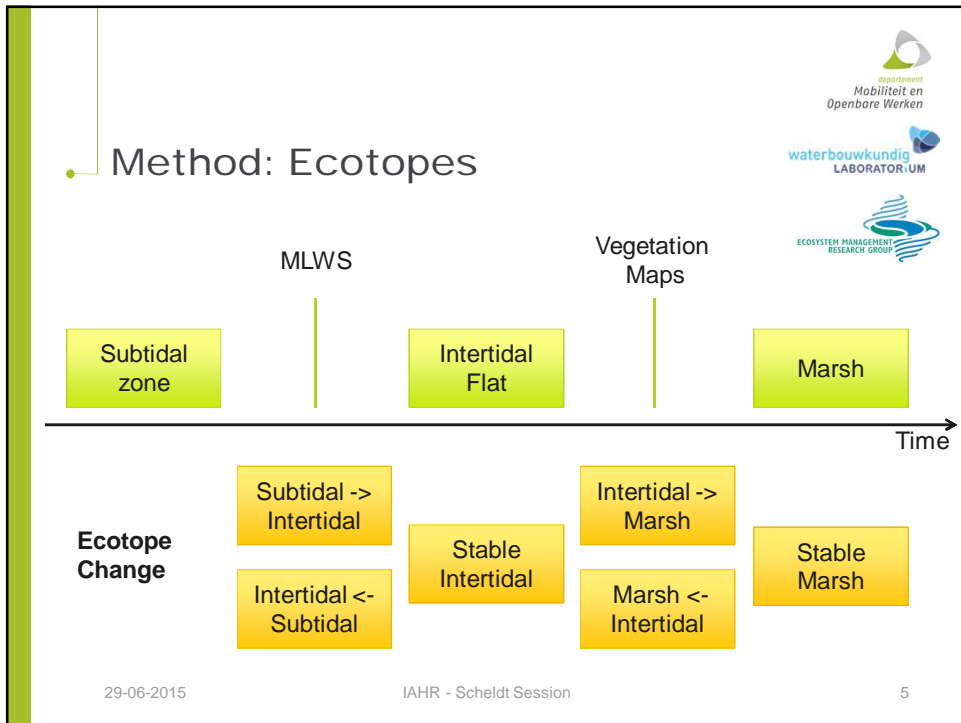 departement
Mobiliteit en
Openbare Werken
Method: Ecotopes
waterbouwkundig
LABORATORIUM
ECOSYSTEM MANAGEMENT
RESEARCH GROUP
MLWS
Vegetation
Maps
Subtidal
zone
Intertidal
Flat
Marsh
Time
Ecotope
Change
Subtidal ->
Intertidal
Intertidal <-
Subtidal
Stable
Intertidal
Intertidal ->
Marsh
Marsh <-
Intertidal
Stable
Marsh
29-06-2015
IAHR - Scheldt Session
5